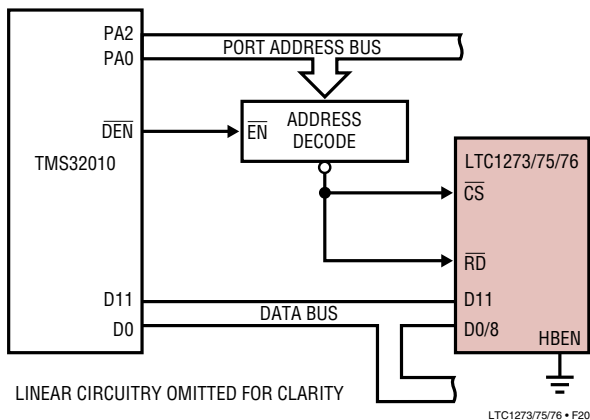 PA2
PA0
PORT ADDRESS BUS
DEN
EN
ADDRESS
DECODE
TMS32010
LTC1273/75/76
CS
RD
D11
D0
DATA BUS
D11
D0/8
HBEN
LINEAR CIRCUITRY OMITTED FOR CLARITY
LTC1273/75/76 • F20